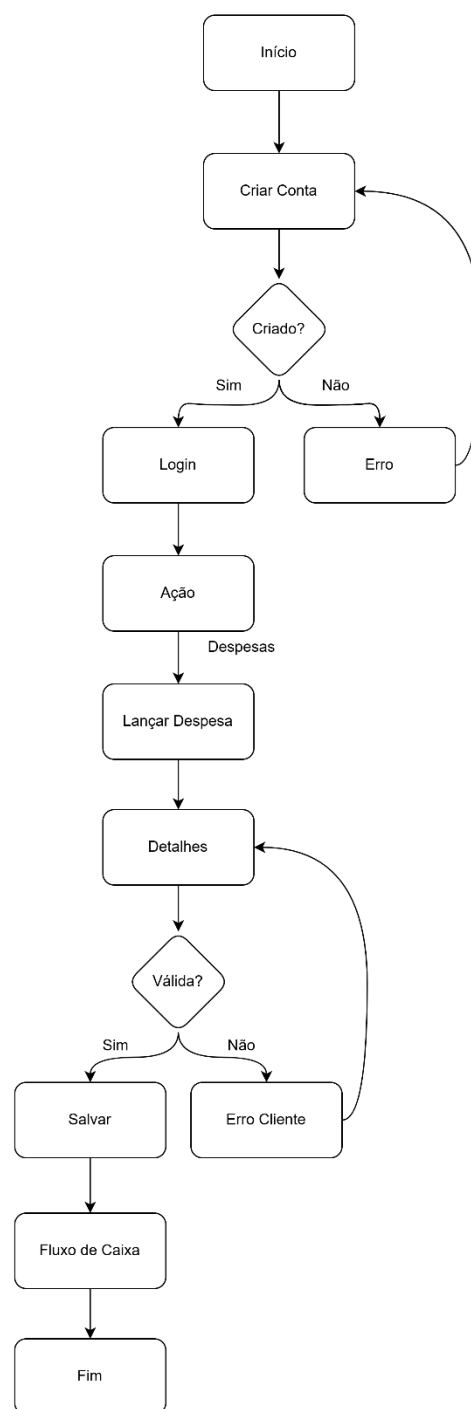 Início
Criar Conta
Criado?
Sim
Não
Login
Erro
Ação
Despesas
Lançar Despesa
Detalhes
Válida?
Sim
Não
Salvar
Erro Cliente
Fluxo de Caixa
Fim